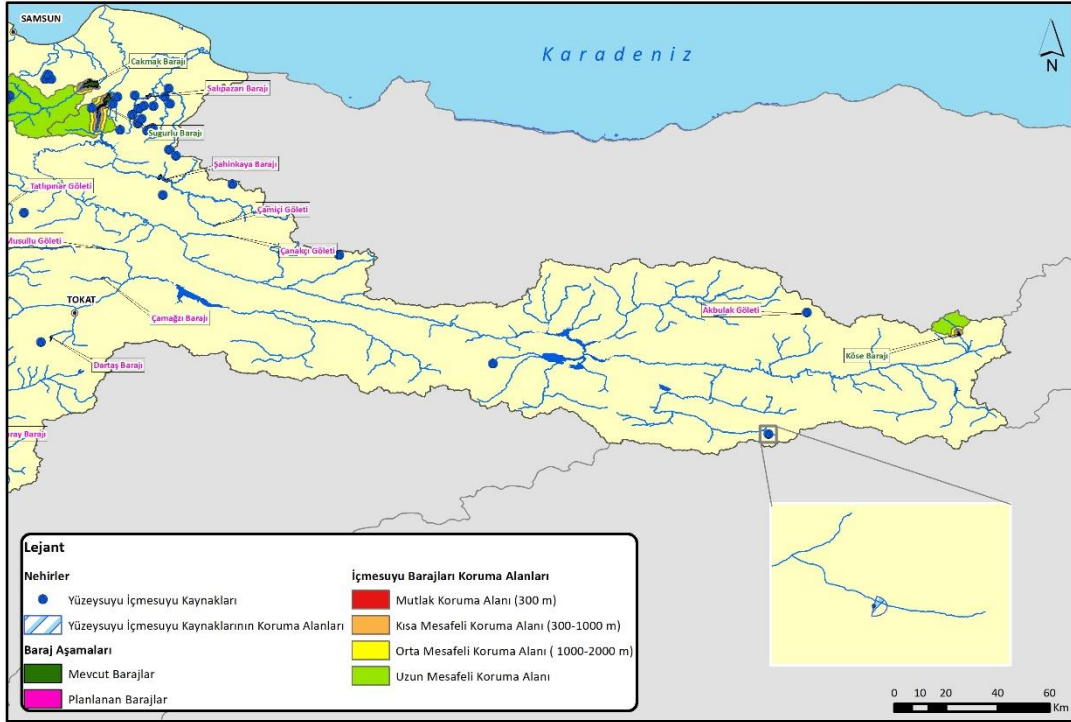 SAMSUN
Karadeniz
N
Cakmak Barajı
Salıpazarı Barajı
Sugurlu Barajı
Şahinkaya Barajı
Tatlıpınar Göleti
Çamiçi Göleti
Musullu Göleti
Çanakçı Göleti
TOKAT
Çamağzı Barajı
Akbulak Göleti
Köse Barajı
Dartaş Barajı
Barajı
Lejant
Nehirler
Yüzeysuyu İçmesuyu Kaynakları
Yüzeysuyu İçmesuyu Kaynaklarının Koruma Alanları
Baraj Aşamaları
Mevcut Barajlar
Planlanan Barajlar
İçmesuyu Barajları Koruma Alanları
Mutlak Koruma Alanı (300 m)
Kısa Mesafeli Koruma Alanı (300-1000 m)
Orta Mesafeli Koruma Alanı ( 1000-2000 m)
Uzun Mesafeli Koruma Alanı
0 10 20 40 60
Km